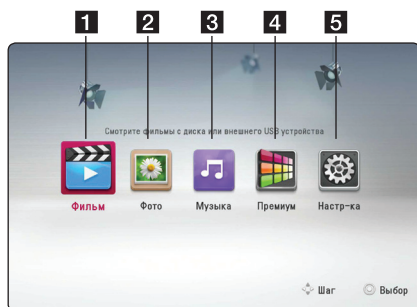 1 2 3 4 5
Смотрите фильмы с диска или внешнего USB устройства
Фильм Фото Музыка Премиум Настр-ка
Шаг Выбор